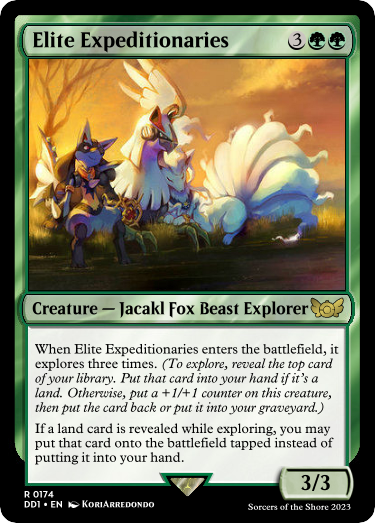 Elite Expeditionaries 3
Creature — Jacakl Fox Beast Explorer
When Elite Expeditionaries enters the battlefield, it
explores three times. (To explore, reveal the top card
of your library. Put that card into your hand if it's a
land. Otherwise, put a +1/+1 counter on this creature,
then put the card back or put it into your graveyard.)
If a land card is revealed while exploring, you may
put that card onto the battlefield tapped instead of
putting it into your hand.
3/3
R 0174
DD1 • EN KoriArredondo
Sorcers of the Shore 2023